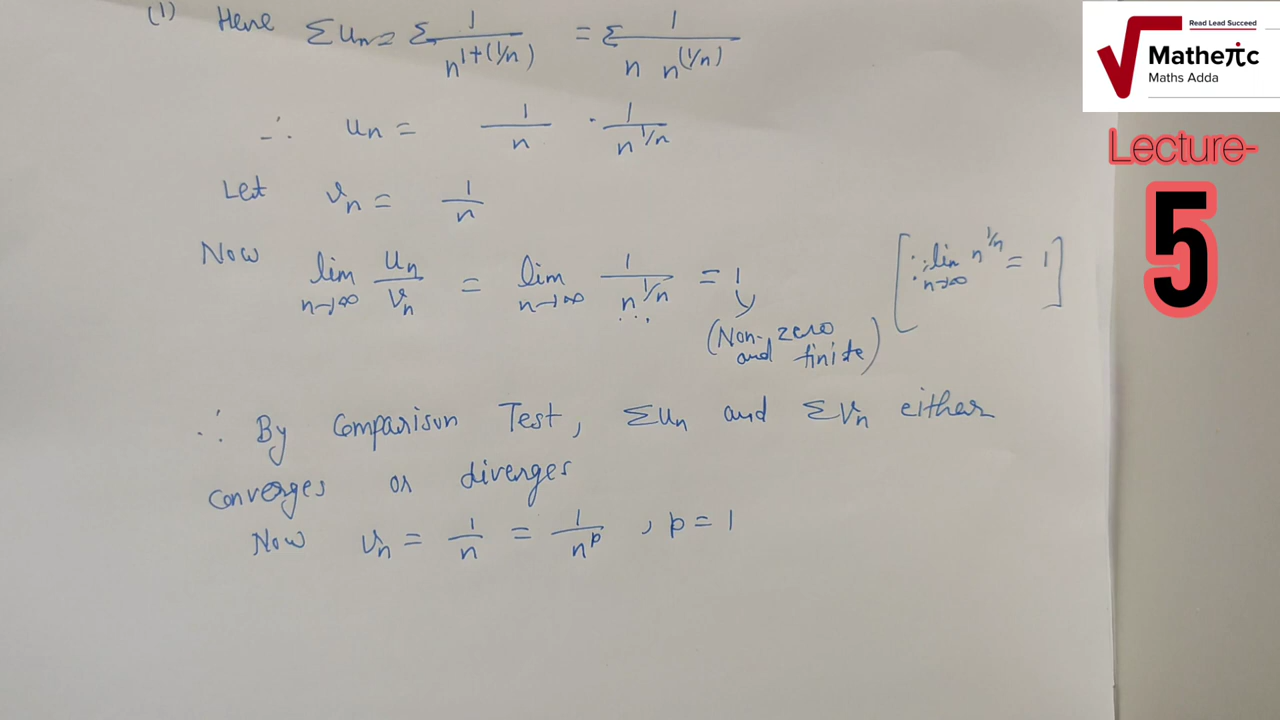 (1) Here Σun = Σ 1/n^(1+(1/n)) = Σ 1/(n n^(1/n))
∴ un = 1/n · 1/n^(1/n)
Let vn = 1/n
Now lim n→∞ un/vn = lim n→∞ 1/n^(1/n) = 1 [∵ lim n→∞ n^(1/n) = 1]
(Non-zero
and finite)
∴ By Comparison Test, Σun and Σvn either
converges or diverges
Now vn = 1/n = 1/n^p , p = 1
Read Lead Succeed
Matheπc
Maths Adda
Lecture-
5